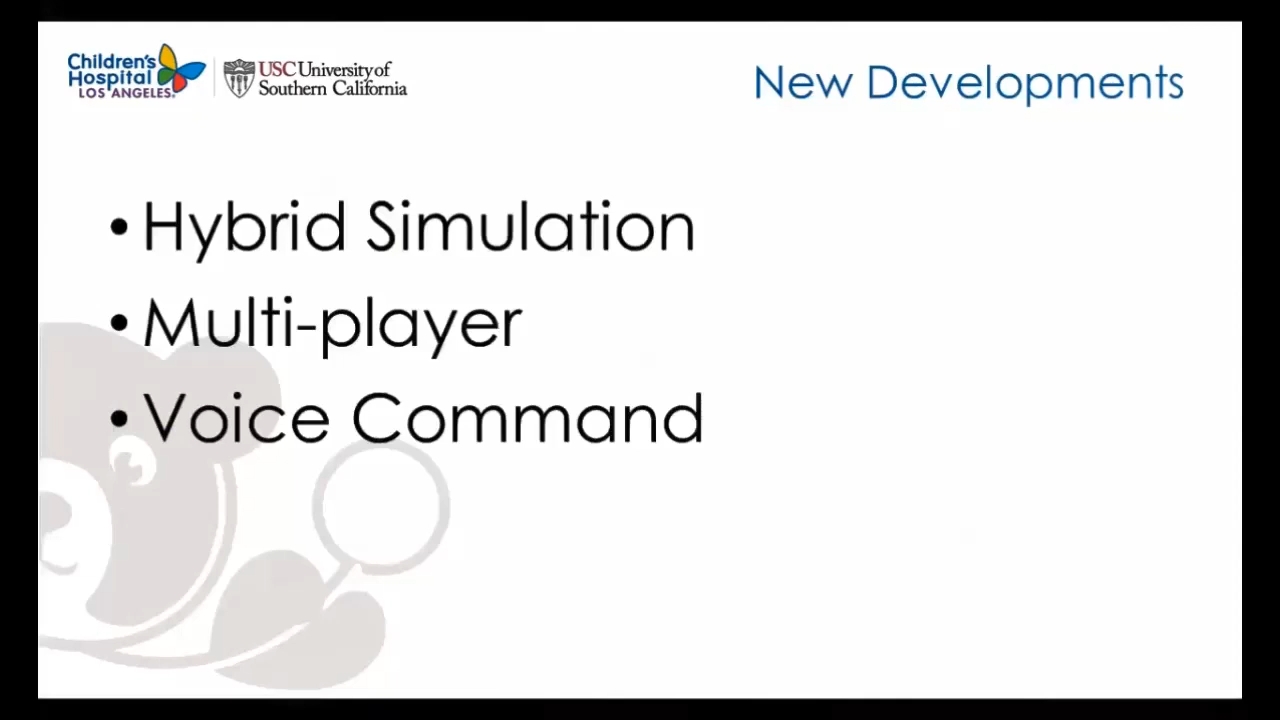 Children's
Hospital
LOS ANGELES®
USC University of
Southern California
New Developments
• Hybrid Simulation
• Multi-player
• Voice Command